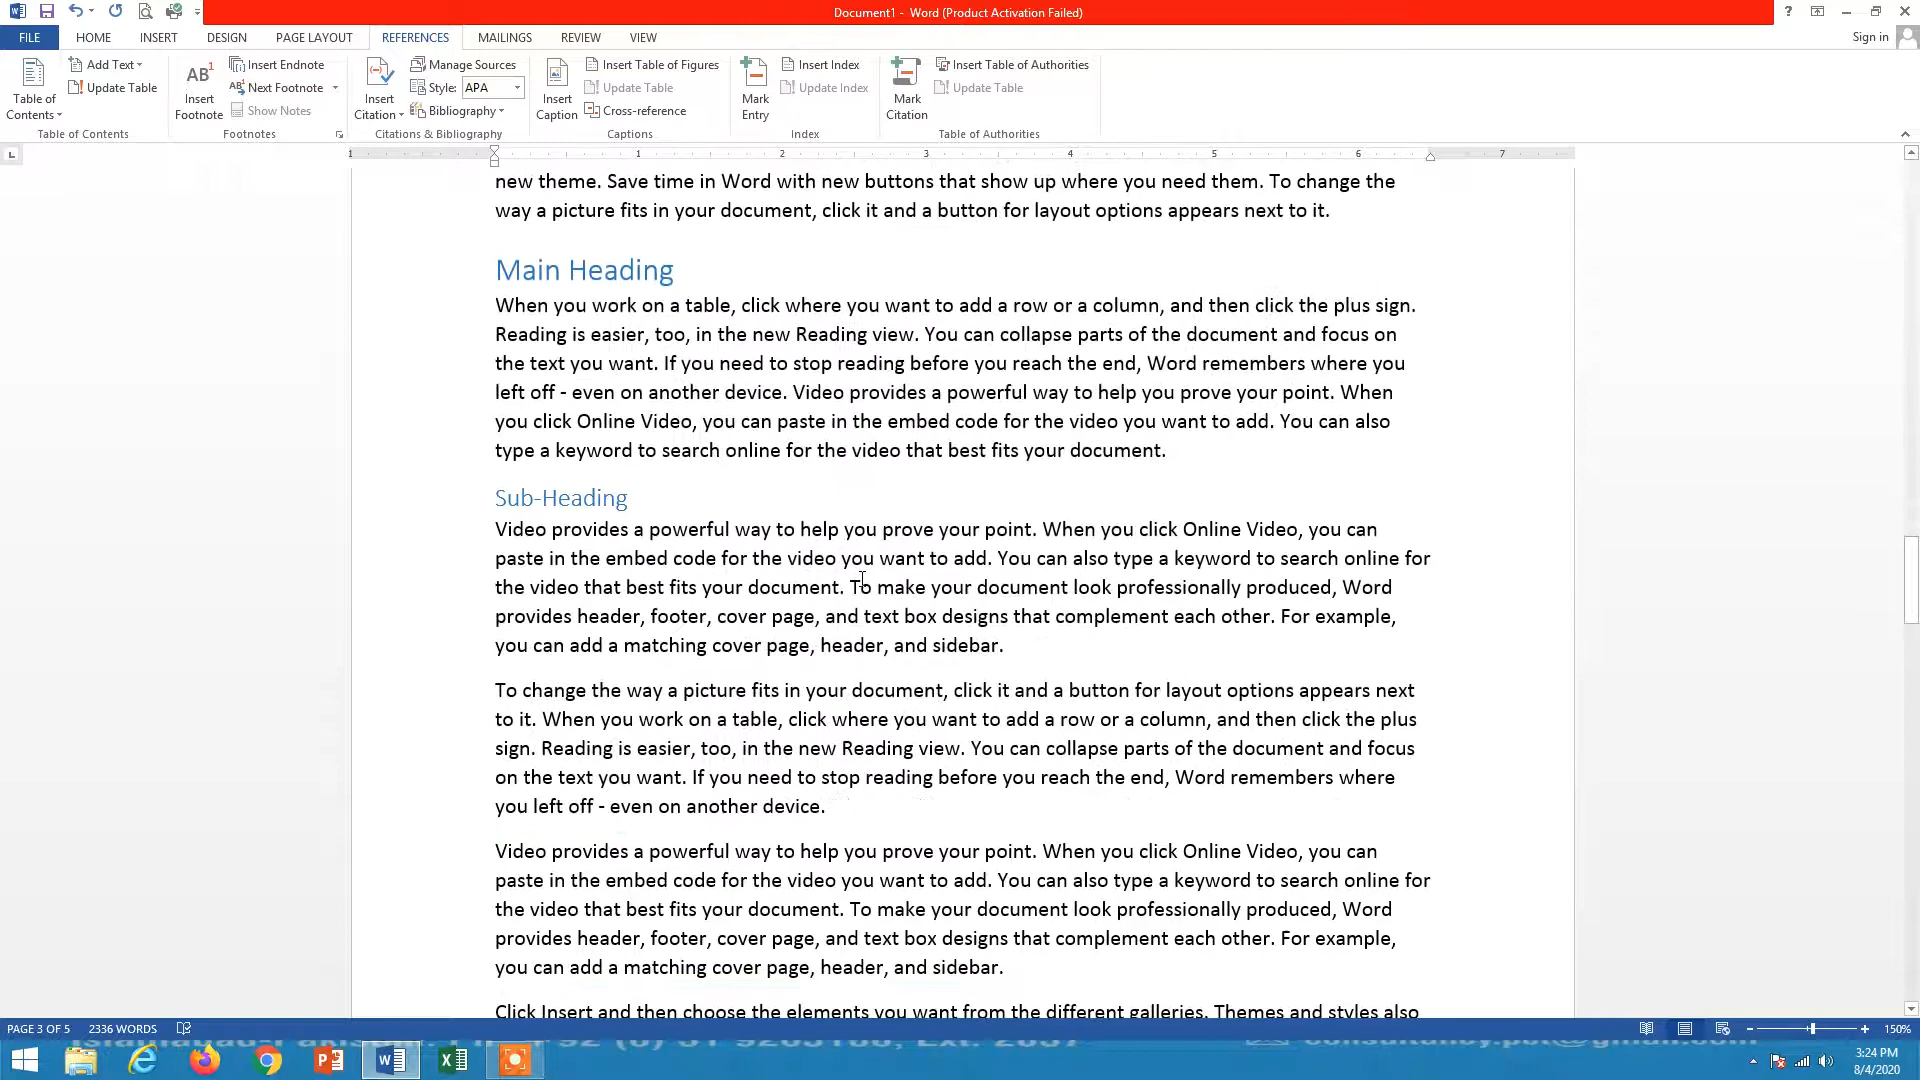 Document1 - Word (Product Activation Failed)
FILE HOME INSERT DESIGN PAGE LAYOUT REFERENCES MAILINGS REVIEW VIEW Sign in
Table of Contents
Add Text
Update Table
Table of Contents
AB1
Insert Footnote
Insert Endnote
AB1 Next Footnote
Show Notes
Footnotes
Insert Citation
Manage Sources
Style: APA
Bibliography
Citations & Bibliography
Insert Caption
Insert Table of Figures
Update Table
Cross-reference
Captions
Mark Entry
Insert Index
Update Index
Index
Mark Citation
Insert Table of Authorities
Update Table
Table of Authorities
L
1 1 2 3 4 5 6 7
new theme. Save time in Word with new buttons that show up where you need them. To change the
way a picture fits in your document, click it and a button for layout options appears next to it.
Main Heading
When you work on a table, click where you want to add a row or a column, and then click the plus sign.
Reading is easier, too, in the new Reading view. You can collapse parts of the document and focus on
the text you want. If you need to stop reading before you reach the end, Word remembers where you
left off - even on another device. Video provides a powerful way to help you prove your point. When
you click Online Video, you can paste in the embed code for the video you want to add. You can also
type a keyword to search online for the video that best fits your document.
Sub-Heading
Video provides a powerful way to help you prove your point. When you click Online Video, you can
paste in the embed code for the video you want to add. You can also type a keyword to search online for
the video that best fits your document. To make your document look professionally produced, Word
provides header, footer, cover page, and text box designs that complement each other. For example,
you can add a matching cover page, header, and sidebar.
To change the way a picture fits in your document, click it and a button for layout options appears next
to it. When you work on a table, click where you want to add a row or a column, and then click the plus
sign. Reading is easier, too, in the new Reading view. You can collapse parts of the document and focus
on the text you want. If you need to stop reading before you reach the end, Word remembers where
you left off - even on another device.
Video provides a powerful way to help you prove your point. When you click Online Video, you can
paste in the embed code for the video you want to add. You can also type a keyword to search online for
the video that best fits your document. To make your document look professionally produced, Word
provides header, footer, cover page, and text box designs that complement each other. For example,
you can add a matching cover page, header, and sidebar.
Click Insert and then choose the elements you want from the different galleries. Themes and styles also
PAGE 3 OF 5 2336 WORDS 150%
3:24 PM
8/4/2020